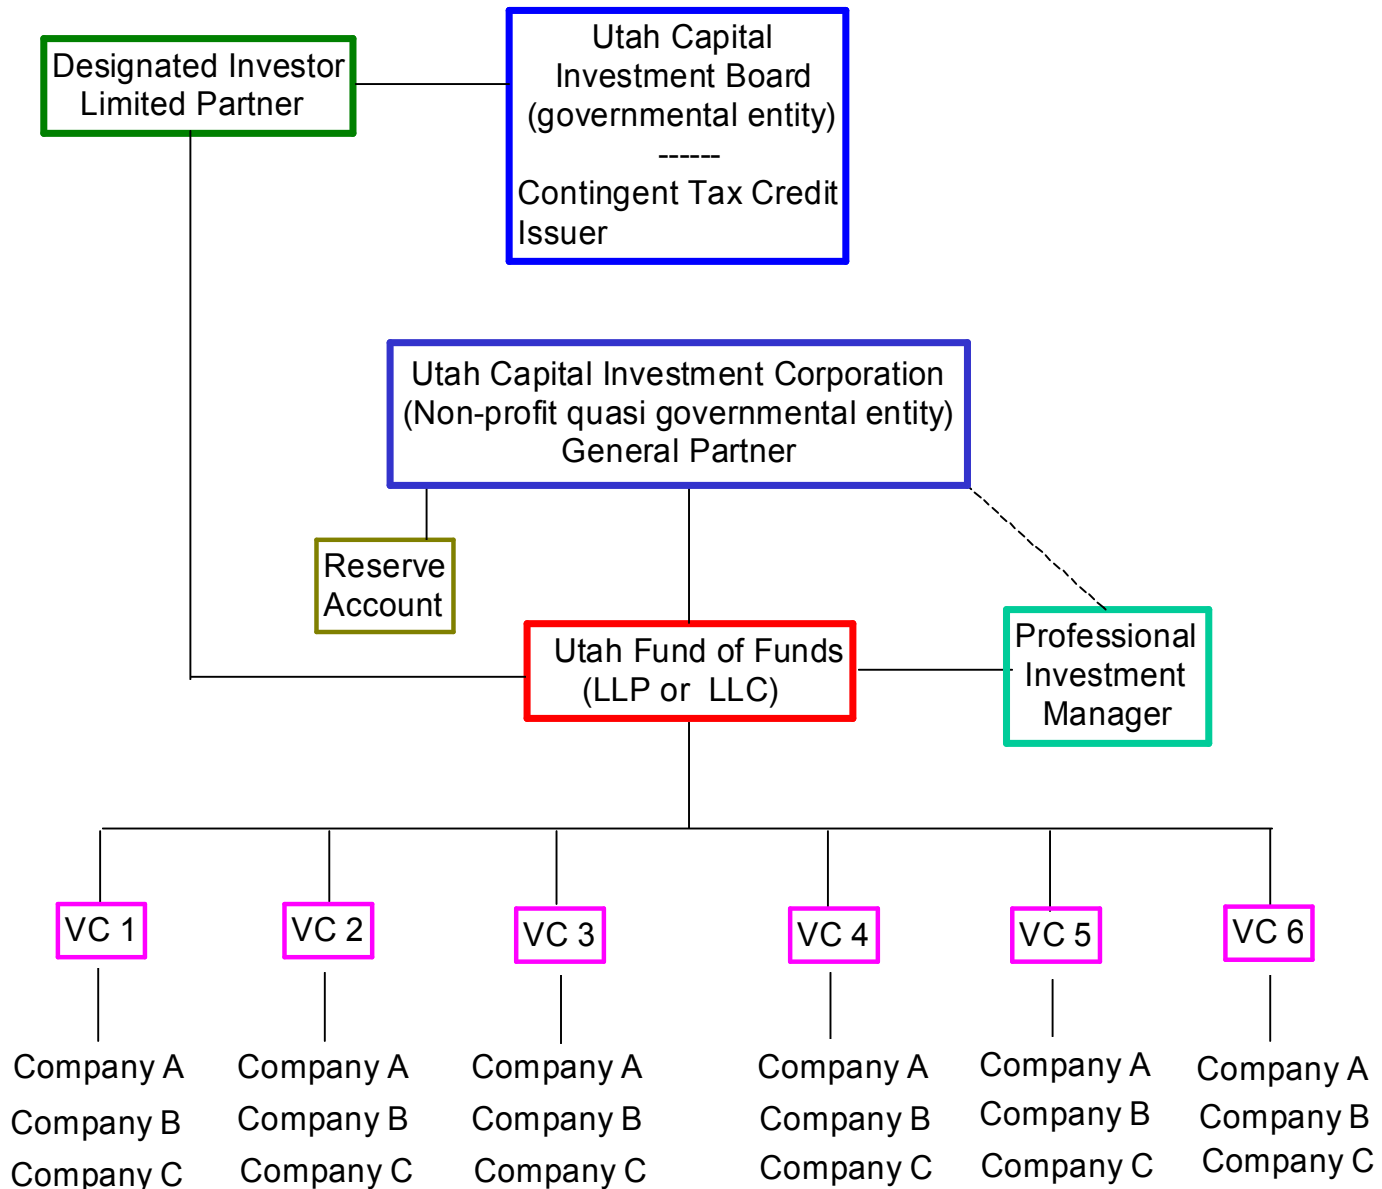 Designated Investor
Limited Partner
Utah Capital
Investment Board
(governmental entity)
------
Contingent Tax Credit
Issuer
Utah Capital Investment Corporation
(Non-profit quasi governmental entity)
General Partner
Reserve
Account
Utah Fund of Funds
(LLP or LLC)
Professional
Investment
Manager
VC 1
VC 2
VC 3
VC 4
VC 5
VC 6
Company A
Company B
Company C
Company A
Company B
Company C
Company A
Company B
Company C
Company A
Company B
Company C
Company A
Company B
Company C
Company A
Company B
Company C